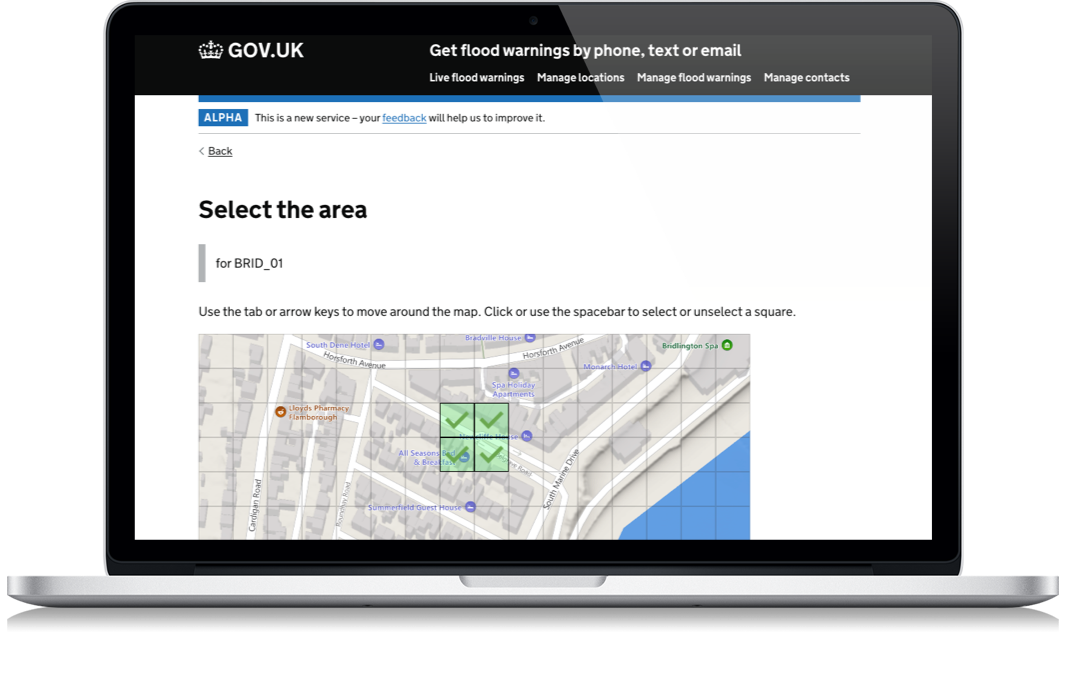 GOV.UK
Get flood warnings by phone, text or email
Live flood warnings Manage locations Manage flood warnings Manage contacts
ALPHA This is a new service – your feedback will help us to improve it.
< Back
Select the area
for BRID_01
Use the tab or arrow keys to move around the map. Click or use the spacebar to select or unselect a square.
South Dene Hotel
Bradville House
Horsforth Avenue
Horsforth Avenue
Bridlington Spa
Monarch Hotel
Spa Holiday
Apartments
Lloyds Pharmacy
Flamborough
All Seasons Bed
& Breakfast
South Marine Drive
Cardigan Road
Summerfield Guest House